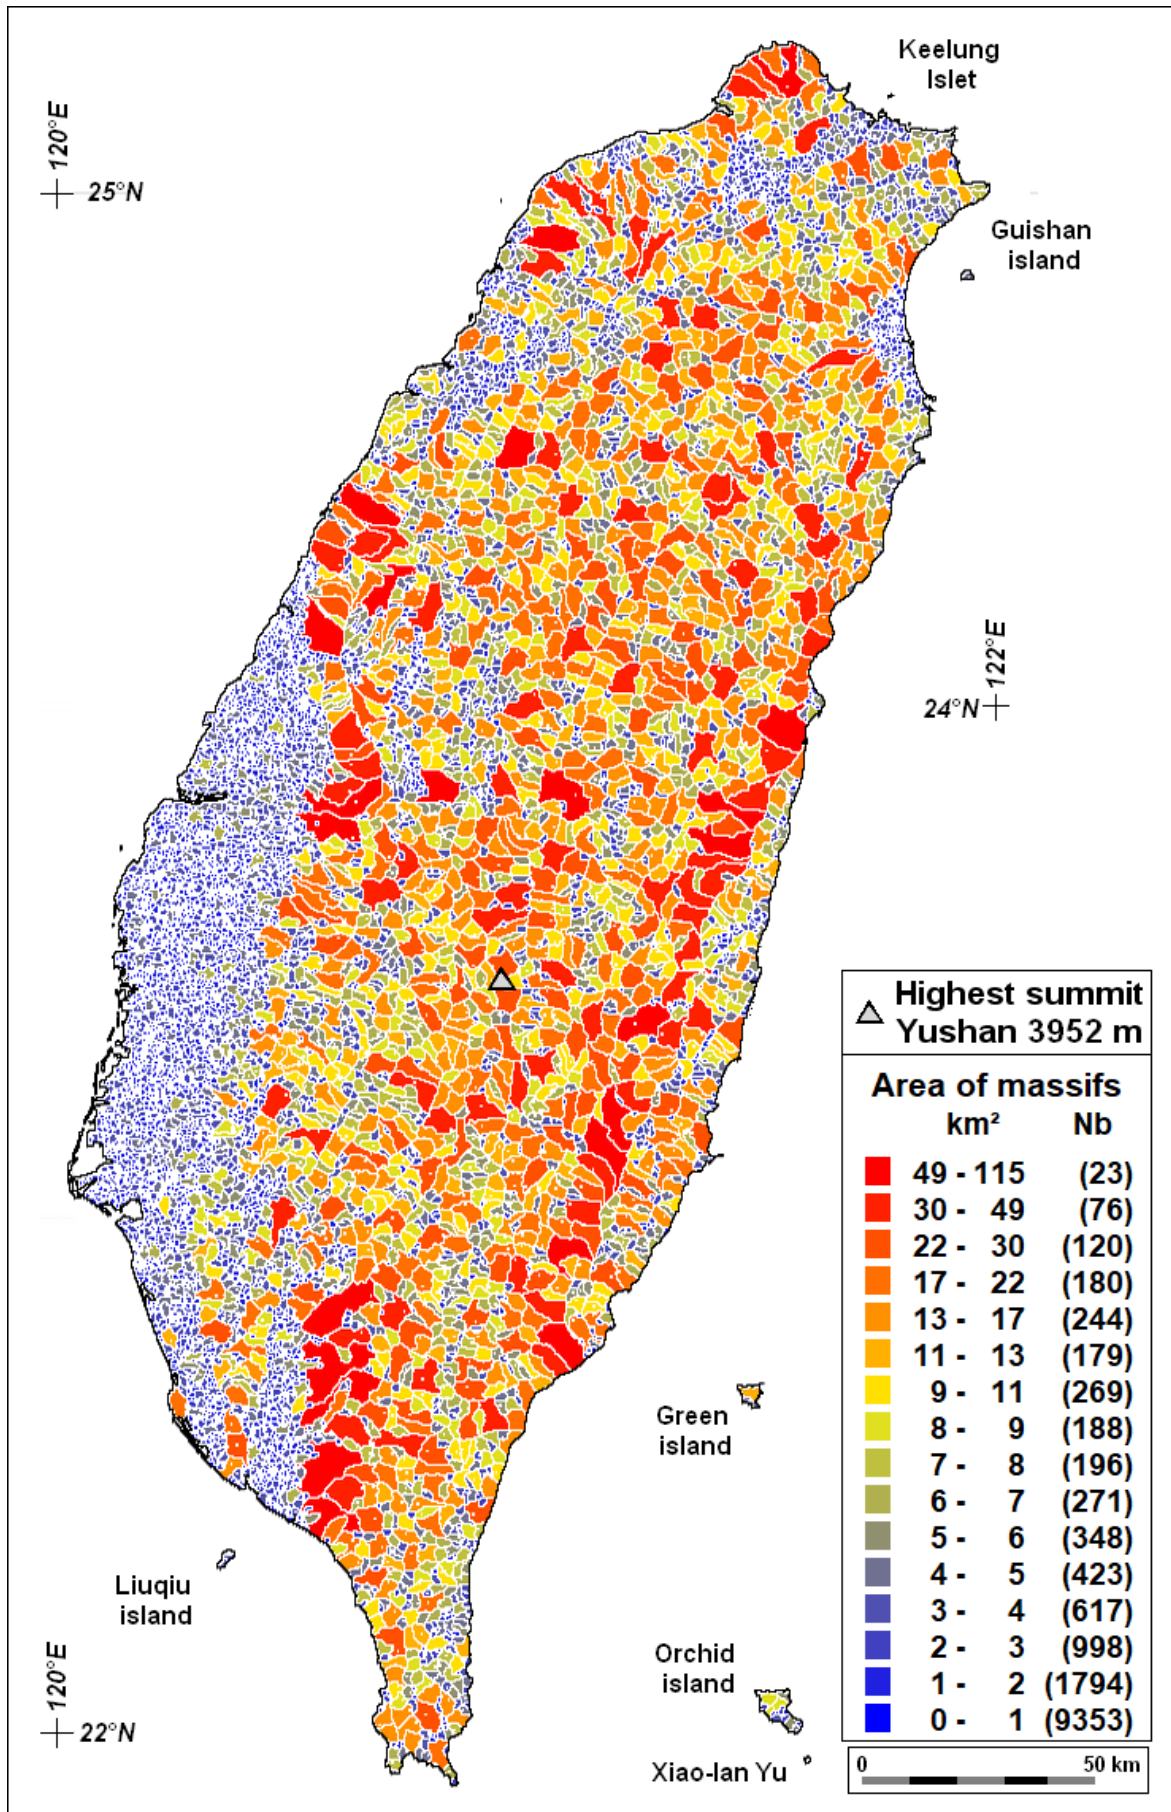 Keelung
Islet
120°E
25°N
Guishan
island
122°E
24°N
Highest summit
Yushan 3952 m
Area of massifs
km² Nb
49 - 115 (23)
30 - 49 (76)
22 - 30 (120)
17 - 22 (180)
13 - 17 (244)
11 - 13 (179)
9 - 11 (269)
8 - 9 (188)
7 - 8 (196)
6 - 7 (271)
5 - 6 (348)
4 - 5 (423)
3 - 4 (617)
2 - 3 (998)
1 - 2 (1794)
0 - 1 (9353)
Green
island
Liuqiu
island
Orchid
island
120°E
22°N
Xiao-lan Yu
0 50 km